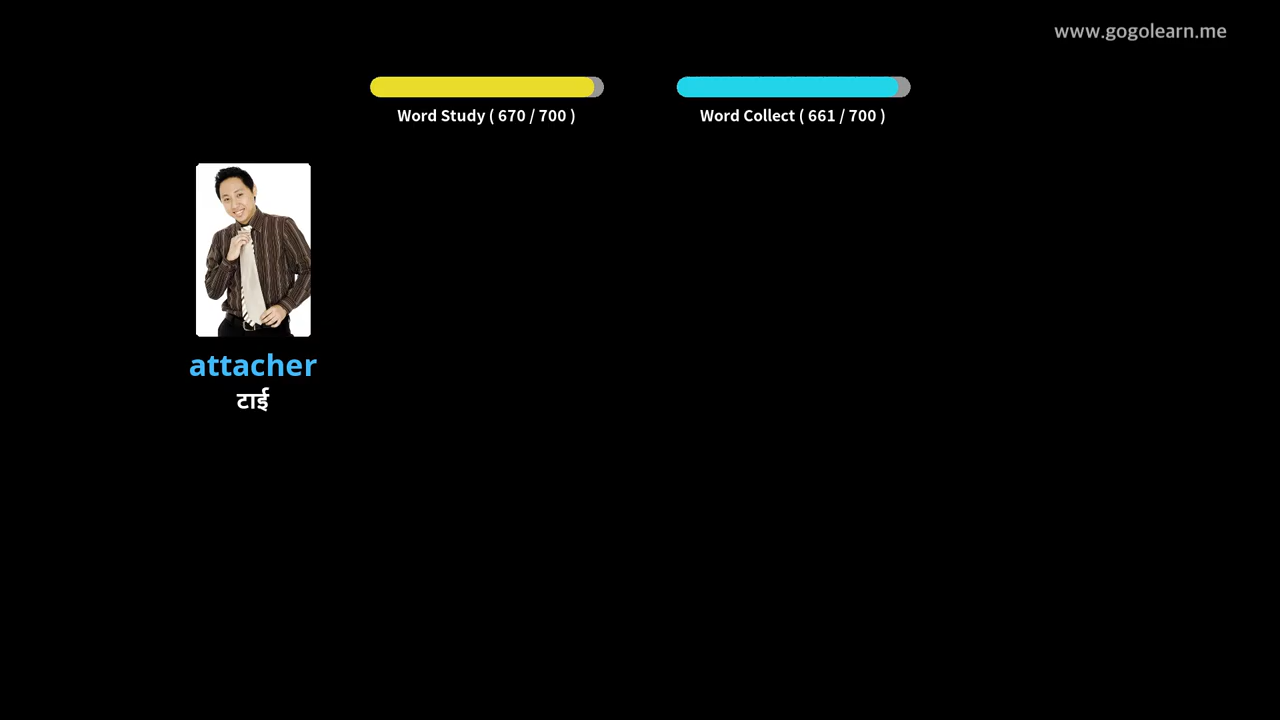 www.gogolearn.me
Word Study ( 670 / 700 )
Word Collect ( 661 / 700 )
attacher
टाई